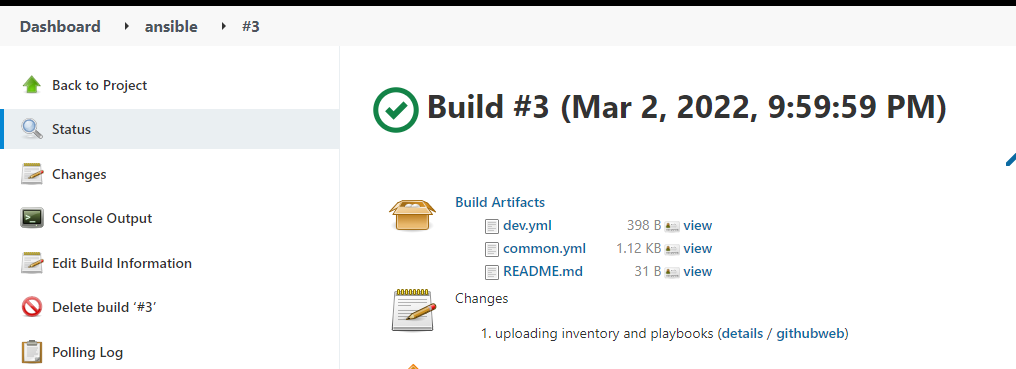 Dashboard ansible #3
Back to Project
Status
Changes
Console Output
Edit Build Information
Delete build ‘#3’
Polling Log
Build #3 (Mar 2, 2022, 9:59:59 PM)
Build Artifacts
dev.yml 398 B view
common.yml 1.12 KB view
README.md 31 B view
Changes
1. uploading inventory and playbooks (details / githubweb)